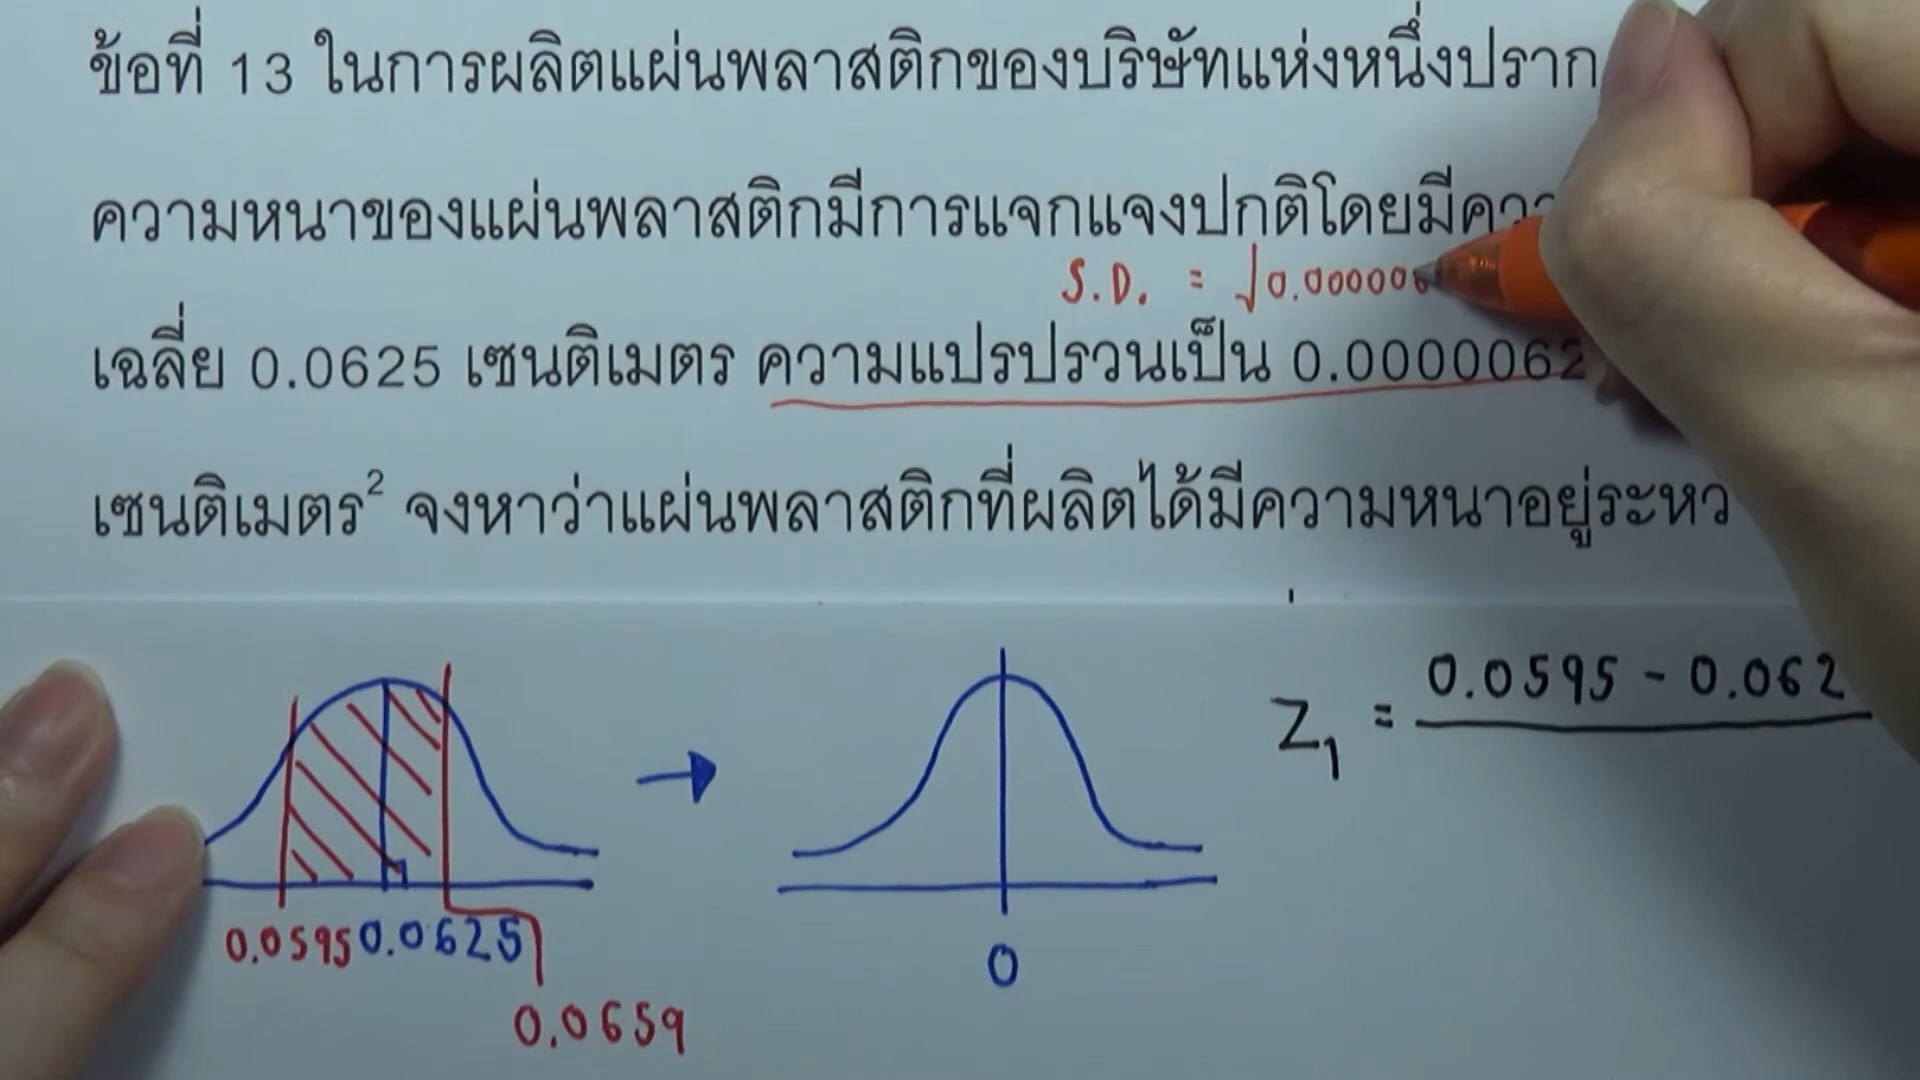 ข้อที่ 13 ในการผลิตแผ่นพลาสติกของบริษัทแห่งหนึ่งปราก
ความหนาของแผ่นพลาสติกมีการแจกแจงปกติโดยมีควา
S.D. = √0.00000
เฉลี่ย 0.0625 เซนติเมตร ความแปรปรวนเป็น 0.0000062
เซนติเมตร² จงหาว่าแผ่นพลาสติกที่ผลิตได้มีความหนาอยู่ระหว
Z₁ = 0.0595 - 0.062
0.0595 0.0625
0
0.0659